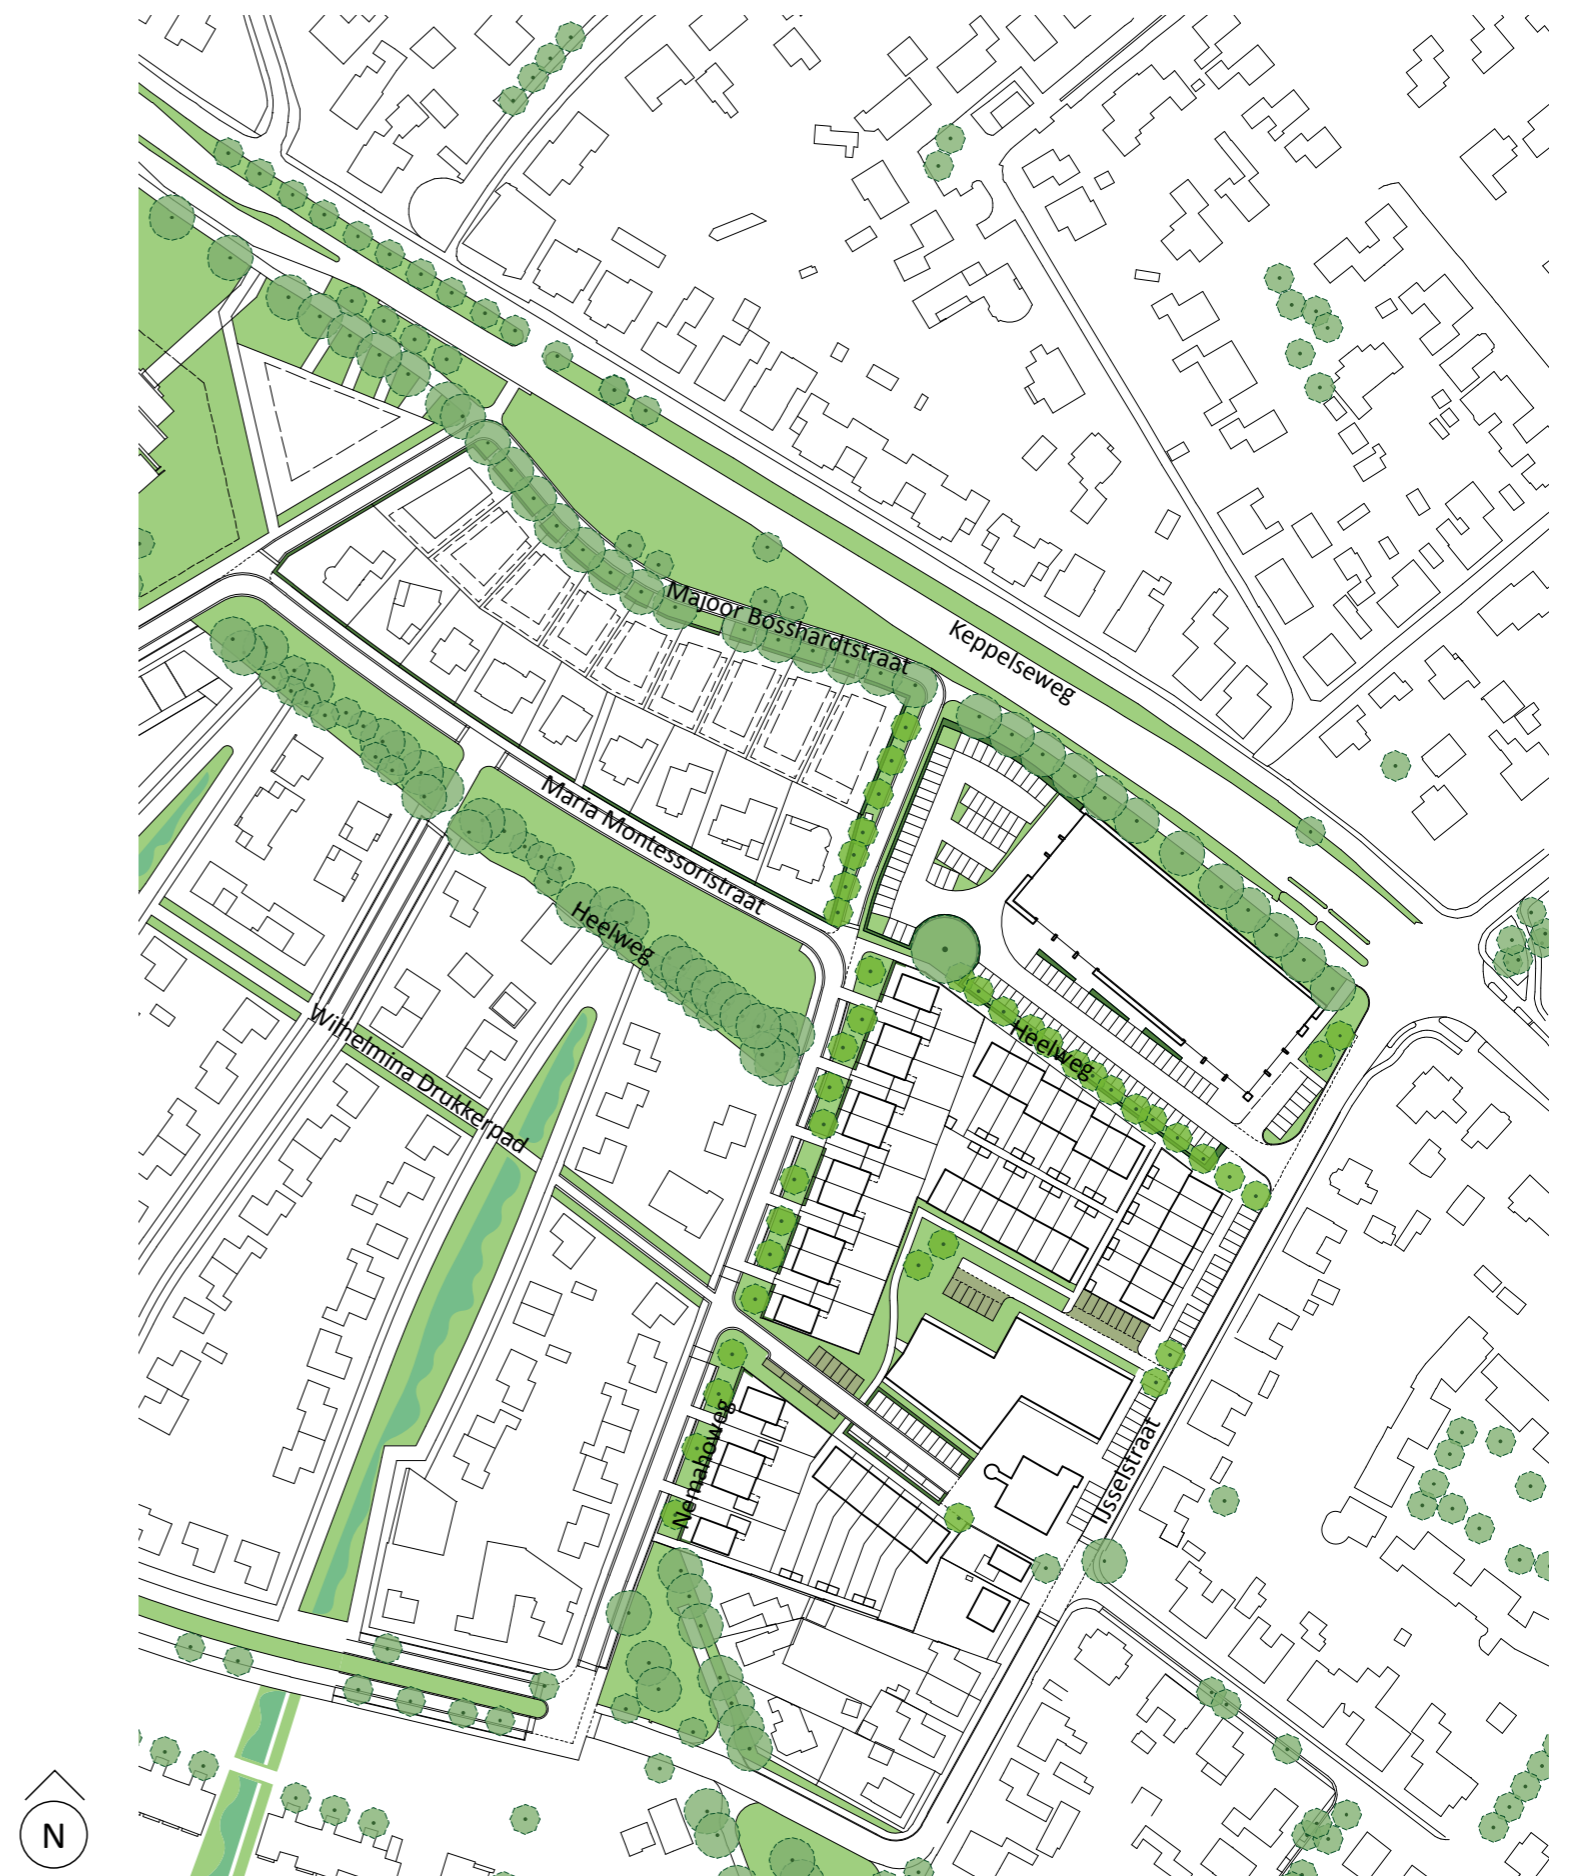 Majoor Bosshardtstraat
Keppelseweg
Maria Montessoristraat
Heelweg
Heelweg
Wilhelmina Drukkerpad
Nemahoweg
IJsselstraat
N